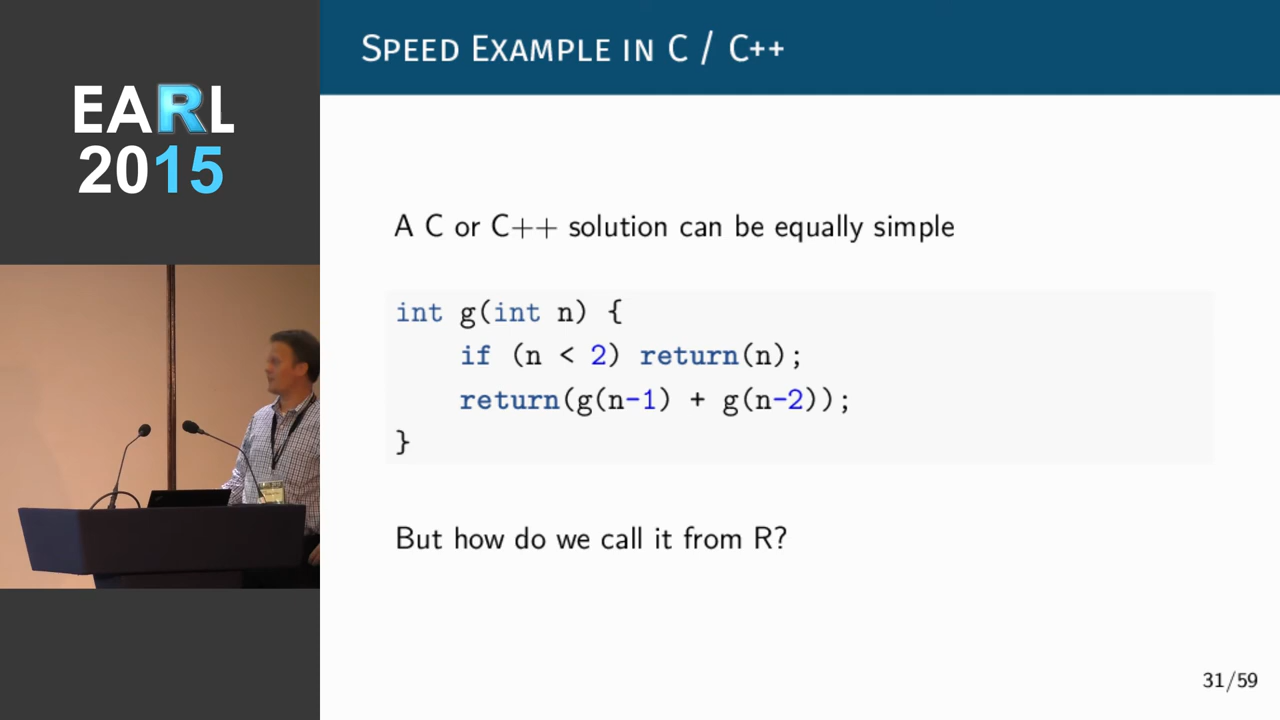 EARL
2015
SPEED EXAMPLE IN C / C++
A C or C++ solution can be equally simple
int g(int n) {
    if (n < 2) return(n);
    return(g(n-1) + g(n-2));
}
But how do we call it from R?
31/59